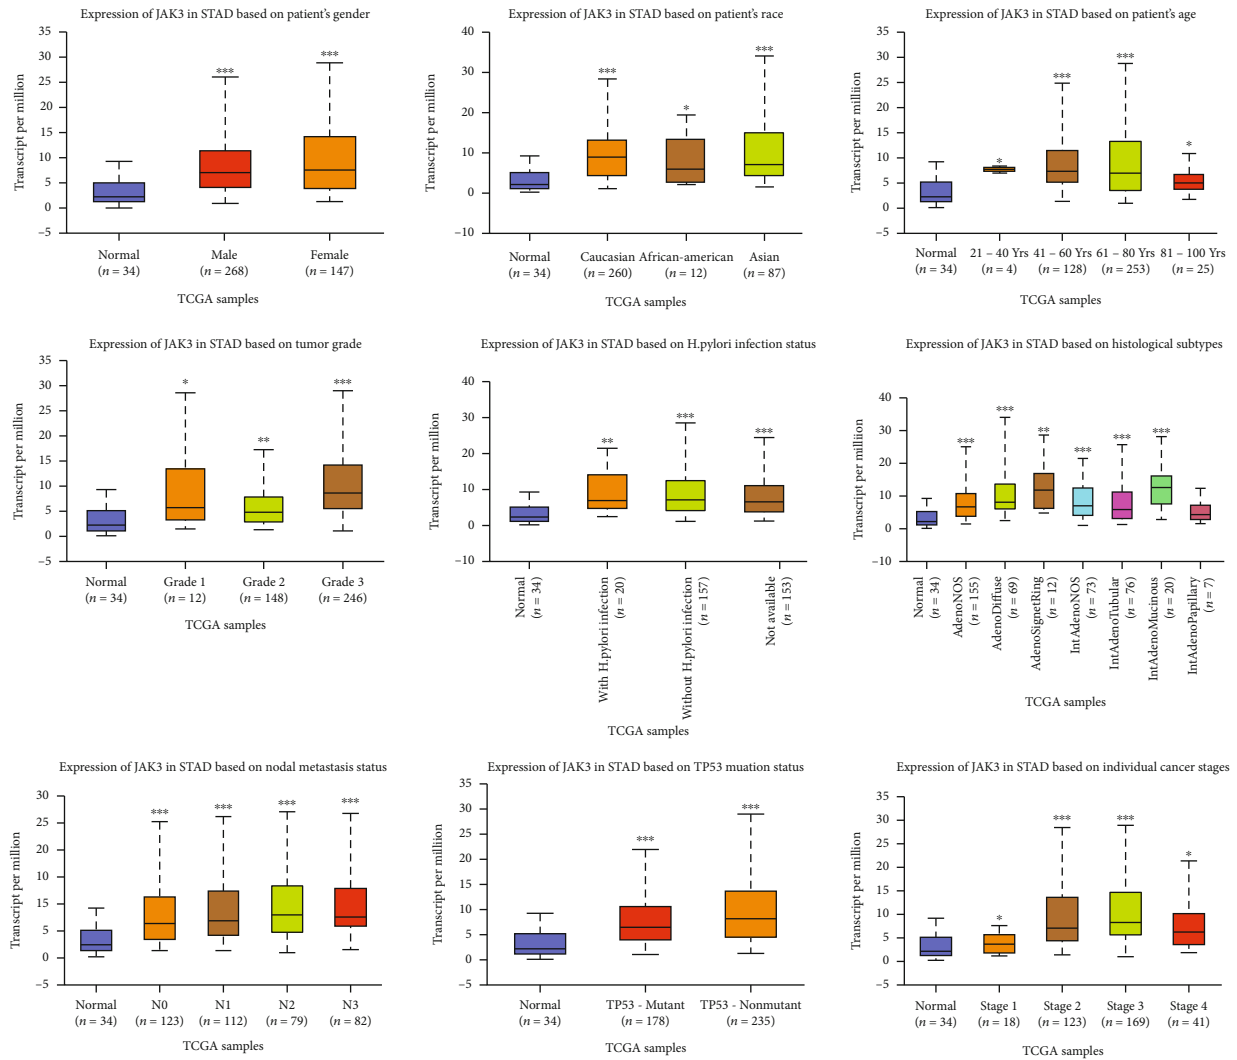 Expression of JAK3 in STAD based on patient's gender
Transcript per million
35
30
25
20
15
10
5
0
−5
***
***
Normal
(n = 34)
Male
(n = 268)
Female
(n = 147)
TCGA samples
Expression of JAK3 in STAD based on patient's race
Transcript per million
40
30
20
10
0
−10
***
*
***
Normal
(n = 34)
Caucasian
(n = 260)
African-american
(n = 12)
Asian
(n = 87)
TCGA samples
Expression of JAK3 in STAD based on patient's age
Transcript per million
35
30
25
20
15
10
5
0
−5
*
***
***
*
Normal
(n = 34)
21 – 40 Yrs
(n = 4)
41 – 60 Yrs
(n = 128)
61 – 80 Yrs
(n = 253)
81 – 100 Yrs
(n = 25)
TCGA samples
Expression of JAK3 in STAD based on tumor grade
Transcript per million
35
30
25
20
15
10
5
0
−5
*
**
***
Normal
(n = 34)
Grade 1
(n = 12)
Grade 2
(n = 148)
Grade 3
(n = 246)
TCGA samples
Expression of JAK3 in STAD based on H.pylori infection status
Transcript per million
40
30
20
10
0
−10
**
***
***
Normal
(n = 34)
With H.pylori infection
(n = 20)
Without H.pylori infection
(n = 157)
Not available
(n = 153)
TCGA samples
Expression of JAK3 in STAD based on histological subtypes
Transcript per million
40
30
20
10
0
−10
***
***
**
***
***
***
Normal
(n = 34)
AdenoNOS
(n = 155)
AdenoDiffuse
(n = 69)
AdenoSignetRing
(n = 12)
IntAdenoNOS
(n = 73)
IntAdenoTubular
(n = 76)
IntAdenoMucinous
(n = 20)
IntAdenoPapillary
(n = 7)
TCGA samples
Expression of JAK3 in STAD based on nodal metastasis status
Transcript per million
30
25
20
10
15
5
0
−5
***
***
***
***
Normal
(n = 34)
N0
(n = 123)
N1
(n = 112)
N2
(n = 79)
N3
(n = 82)
TCGA samples
Expression of JAK3 in STAD based on TP53 muation status
Transcript per million
35
30
25
20
15
10
5
0
−5
***
***
Normal
(n = 34)
TP53 - Mutant
(n = 178)
TP53 - Nonmutant
(n = 235)
TCGA samples
Expression of JAK3 in STAD based on individual cancer stages
Transcript per million
35
30
25
20
15
10
5
0
−5
*
***
***
*
Normal
(n = 34)
Stage 1
(n = 18)
Stage 2
(n = 123)
Stage 3
(n = 169)
Stage 4
(n = 41)
TCGA samples